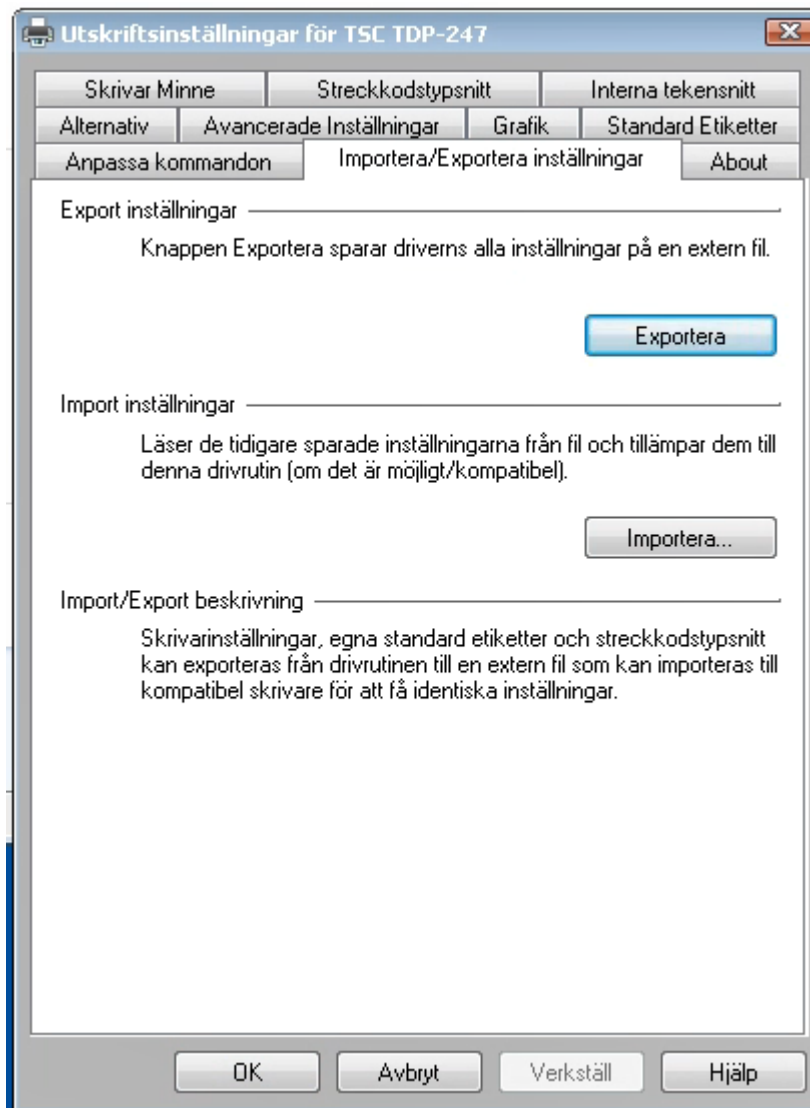 Utskriftsinställningar för TSC TDP-247
Skrivar Minne Streckkodstypsnitt Interna tekensnitt
Alternativ Avancerade Inställningar Grafik Standard Etiketter
Anpassa kommandon Importera/Exportera inställningar About
Export inställningar
Knappen Exportera sparar driverns alla inställningar på en extern fil.
Exportera
Import inställningar
Läser de tidigare sparade inställningarna från fil och tillämpar dem till
denna drivrutin (om det är möjligt/kompatibel).
Importera...
Import/Export beskrivning
Skrivarinställningar, egna standard etiketter och streckkodstypsnitt
kan exporteras från drivrutinen till en extern fil som kan importeras till
kompatibel skrivare för att få identiska inställningar.
OK Avbryt Verkställ Hjälp